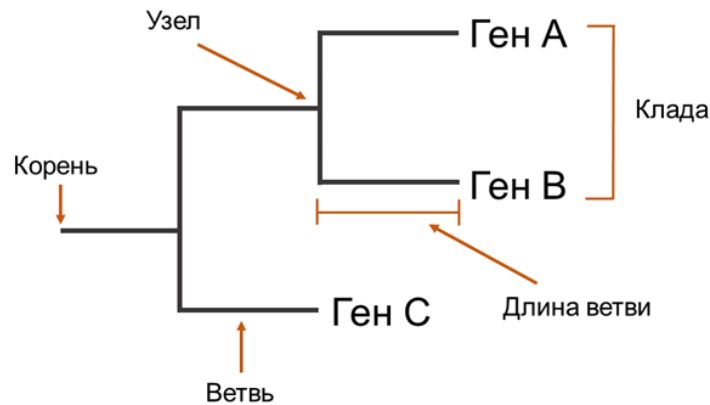 Узел
Ген A
Клада
Корень
Ген B
Ген C
Длина ветви
Ветвь